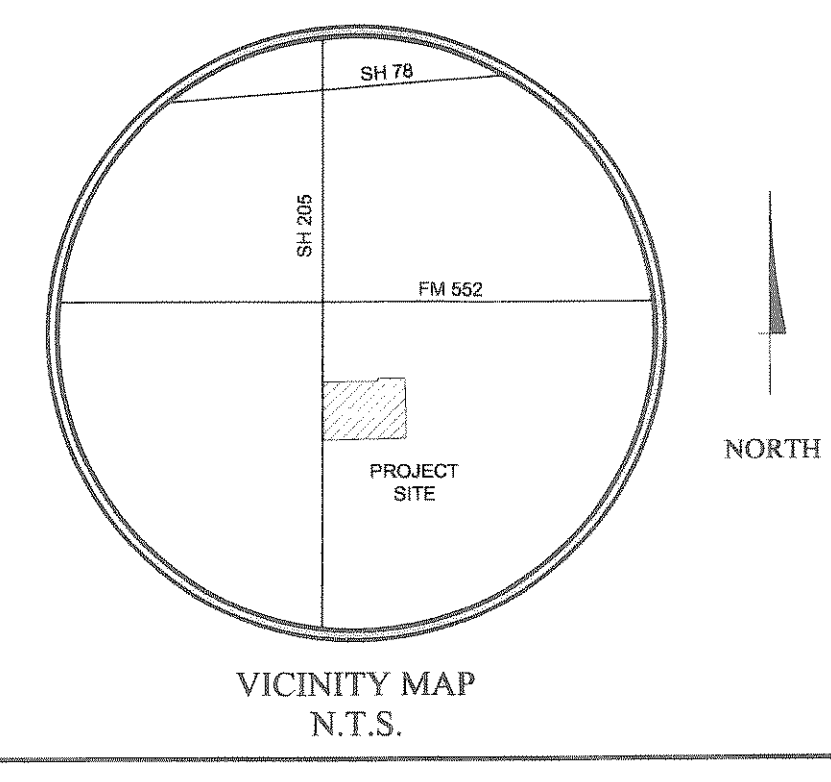 SH 78
SH 205
FM 552
PROJECT
SITE
NORTH
VICINITY MAP
N.T.S.